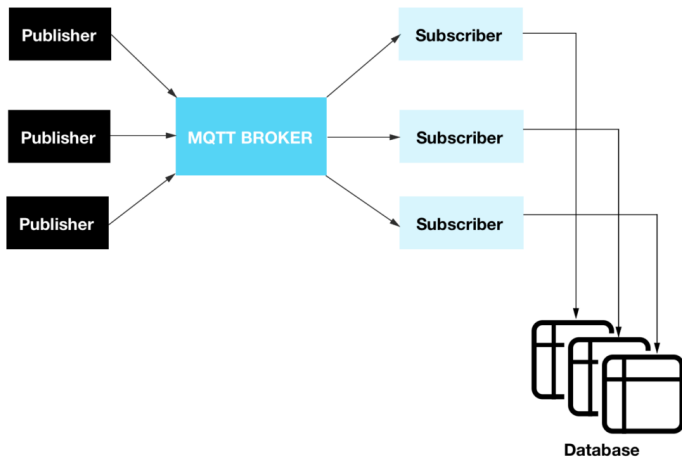 Publisher
Subscriber
Publisher
MQTT BROKER
Subscriber
Publisher
Subscriber
Database